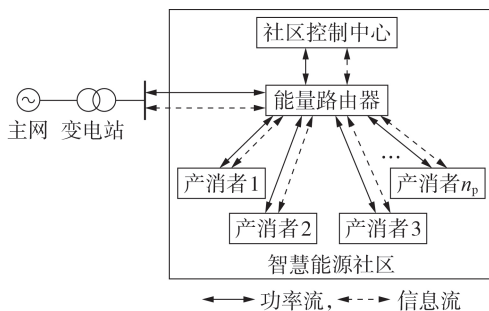 社区控制中心
能量路由器
主网 变电站
产消者1
…
产消者np
产消者2
产消者3
智慧能源社区
功率流, 信息流